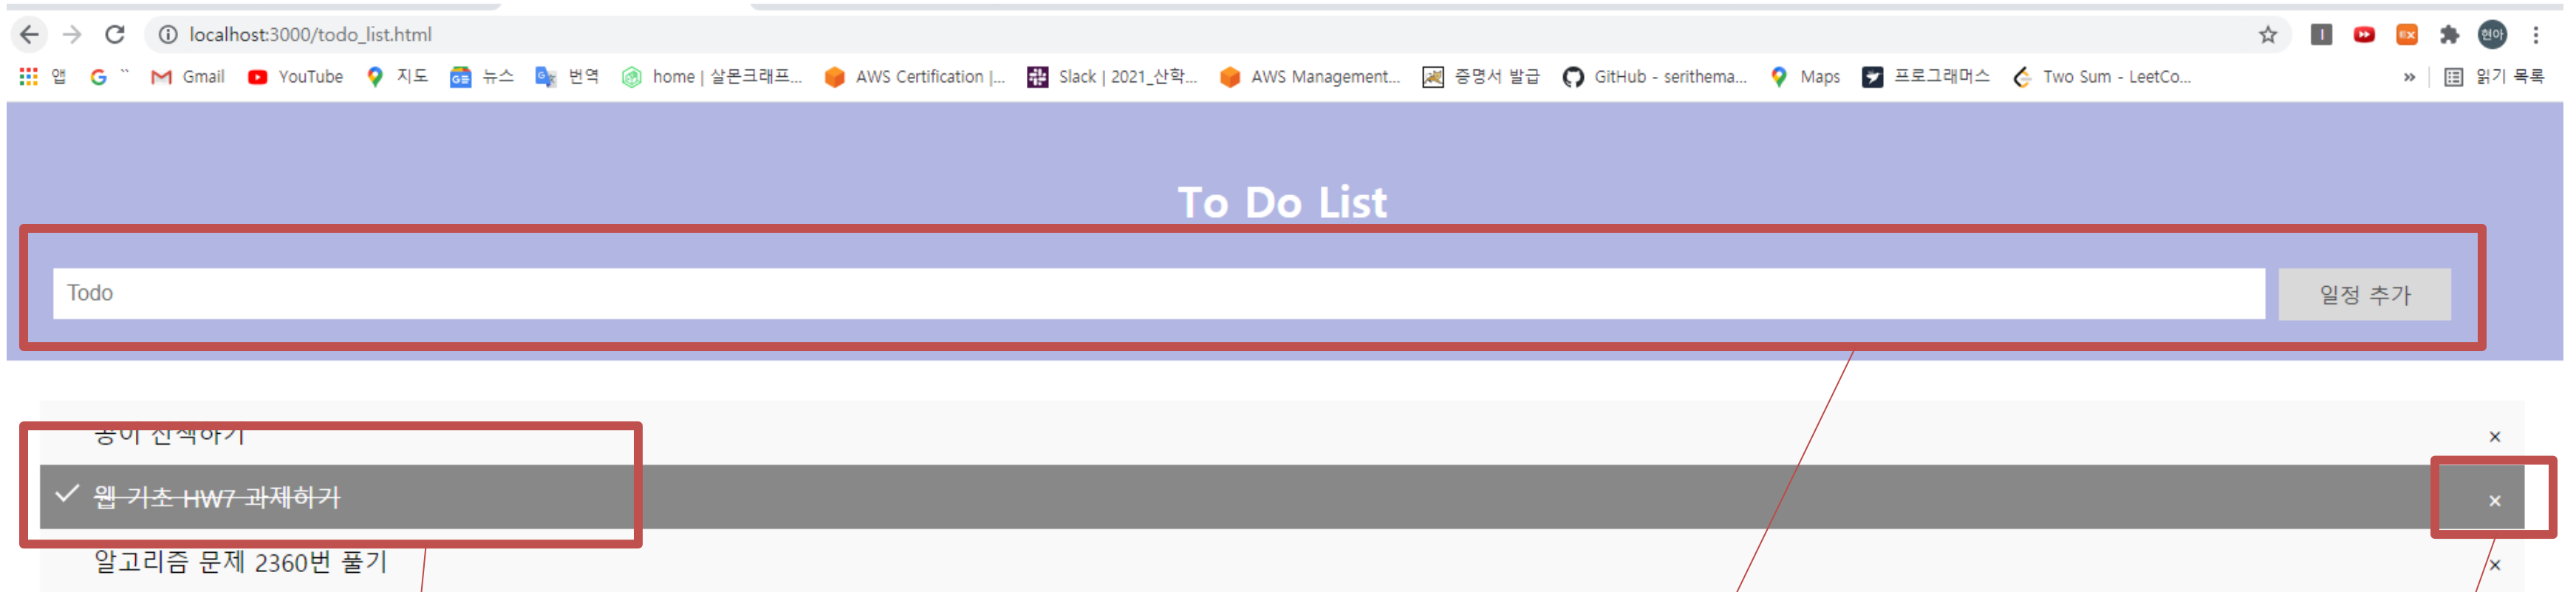 localhost:3000/todo_list.html
현아
앱 G `` Gmail YouTube 지도 뉴스 번역 home | 살몬크래프... AWS Certification |... Slack | 2021_산학... AWS Management... 증명서 발급 GitHub - serithema... Maps 프로그래머스 Two Sum - LeetCo... » 읽기 목록
To Do List
Todo 일정 추가
×
✓ 웹 기초 HW7 과제하기 ×
알고리즘 문제 2360번 풀기 ×